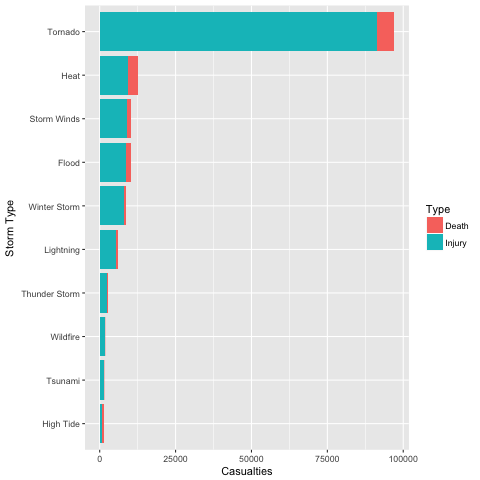 Tornado
Heat
Storm Winds
Flood
Winter Storm
Lightning
Thunder Storm
Wildfire
Tsunami
High Tide
Storm Type
0 25000 50000 75000 100000
Casualties
Type
Death
Injury